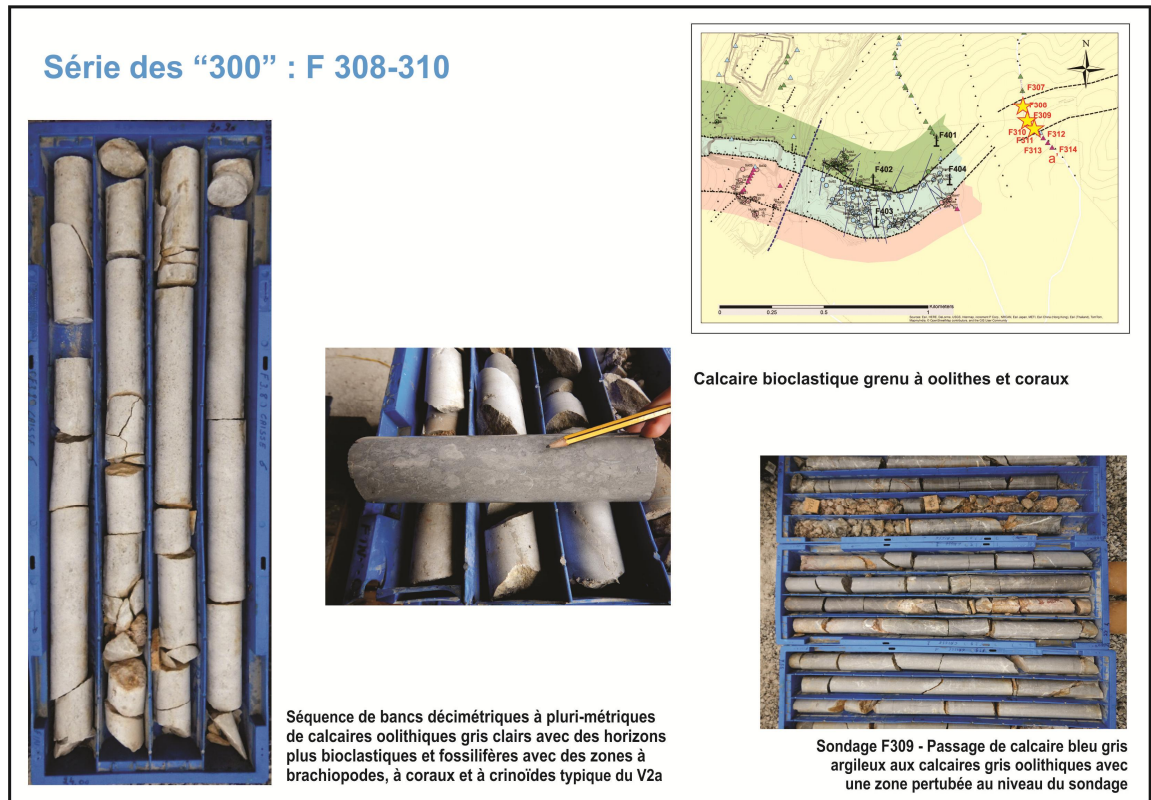 Série des “300” : F 308-310
N
F307
F308
F309
F310
F312
F311
F313
F314
a'
F401
F402
F404
F403
0
0.25
0.5
1
Kilometers
Calcaire bioclastique grenu à oolithes et coraux
Séquence de bancs décimétriques à pluri-métriques
de calcaires oolithiques gris clairs avec des horizons
plus bioclastiques et fossilifères avec des zones à
brachiopodes, à coraux et à crinoïdes typique du V2a
Sondage F309 - Passage de calcaire bleu gris
argileux aux calcaires gris oolithiques avec
une zone pertubée au niveau du sondage